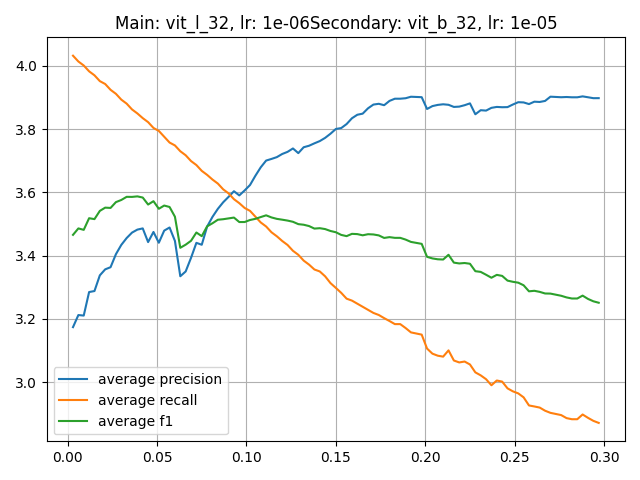 Main: vit_l_32, lr: 1e-06Secondary: vit_b_32, lr: 1e-05
4.0
3.8
3.6
3.4
3.2
3.0
average precision
average recall
average f1
0.00 0.05 0.10 0.15 0.20 0.25 0.30